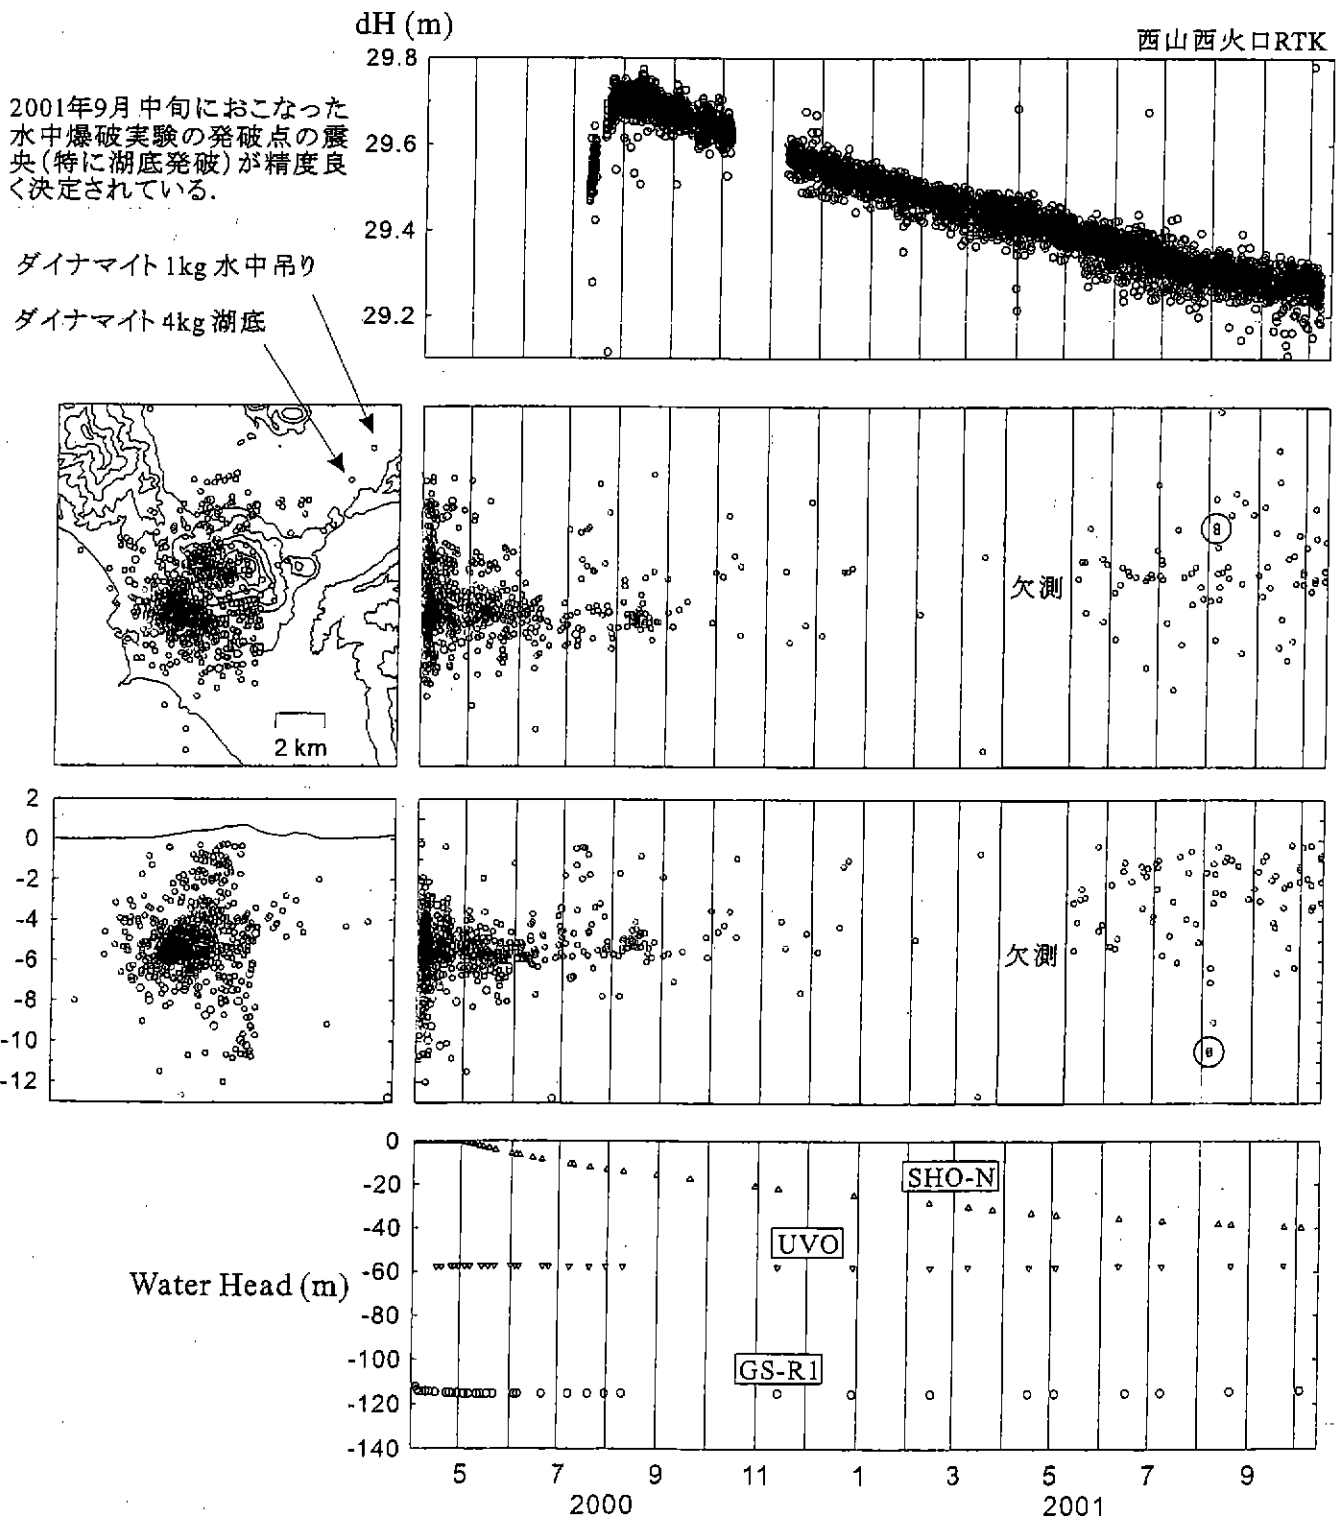 dH (m)
西山西火口RTK
29.8
29.6
29.4
29.2
2001年9月中旬におこなった
水中爆破実験の発破点の震
央(特に湖底発破)が精度良
く決定されている.
ダイナマイト 1kg 水中吊り
ダイナマイト 4kg 湖底
2 km
欠測
2
0
-2
-4
-6
-8
-10
-12
欠測
Water Head (m)
0
-20
-40
-60
-80
-100
-120
-140
SHO-N
UVO
GS-R1
5 7 9 11 1 3 5 7 9
2000 2001